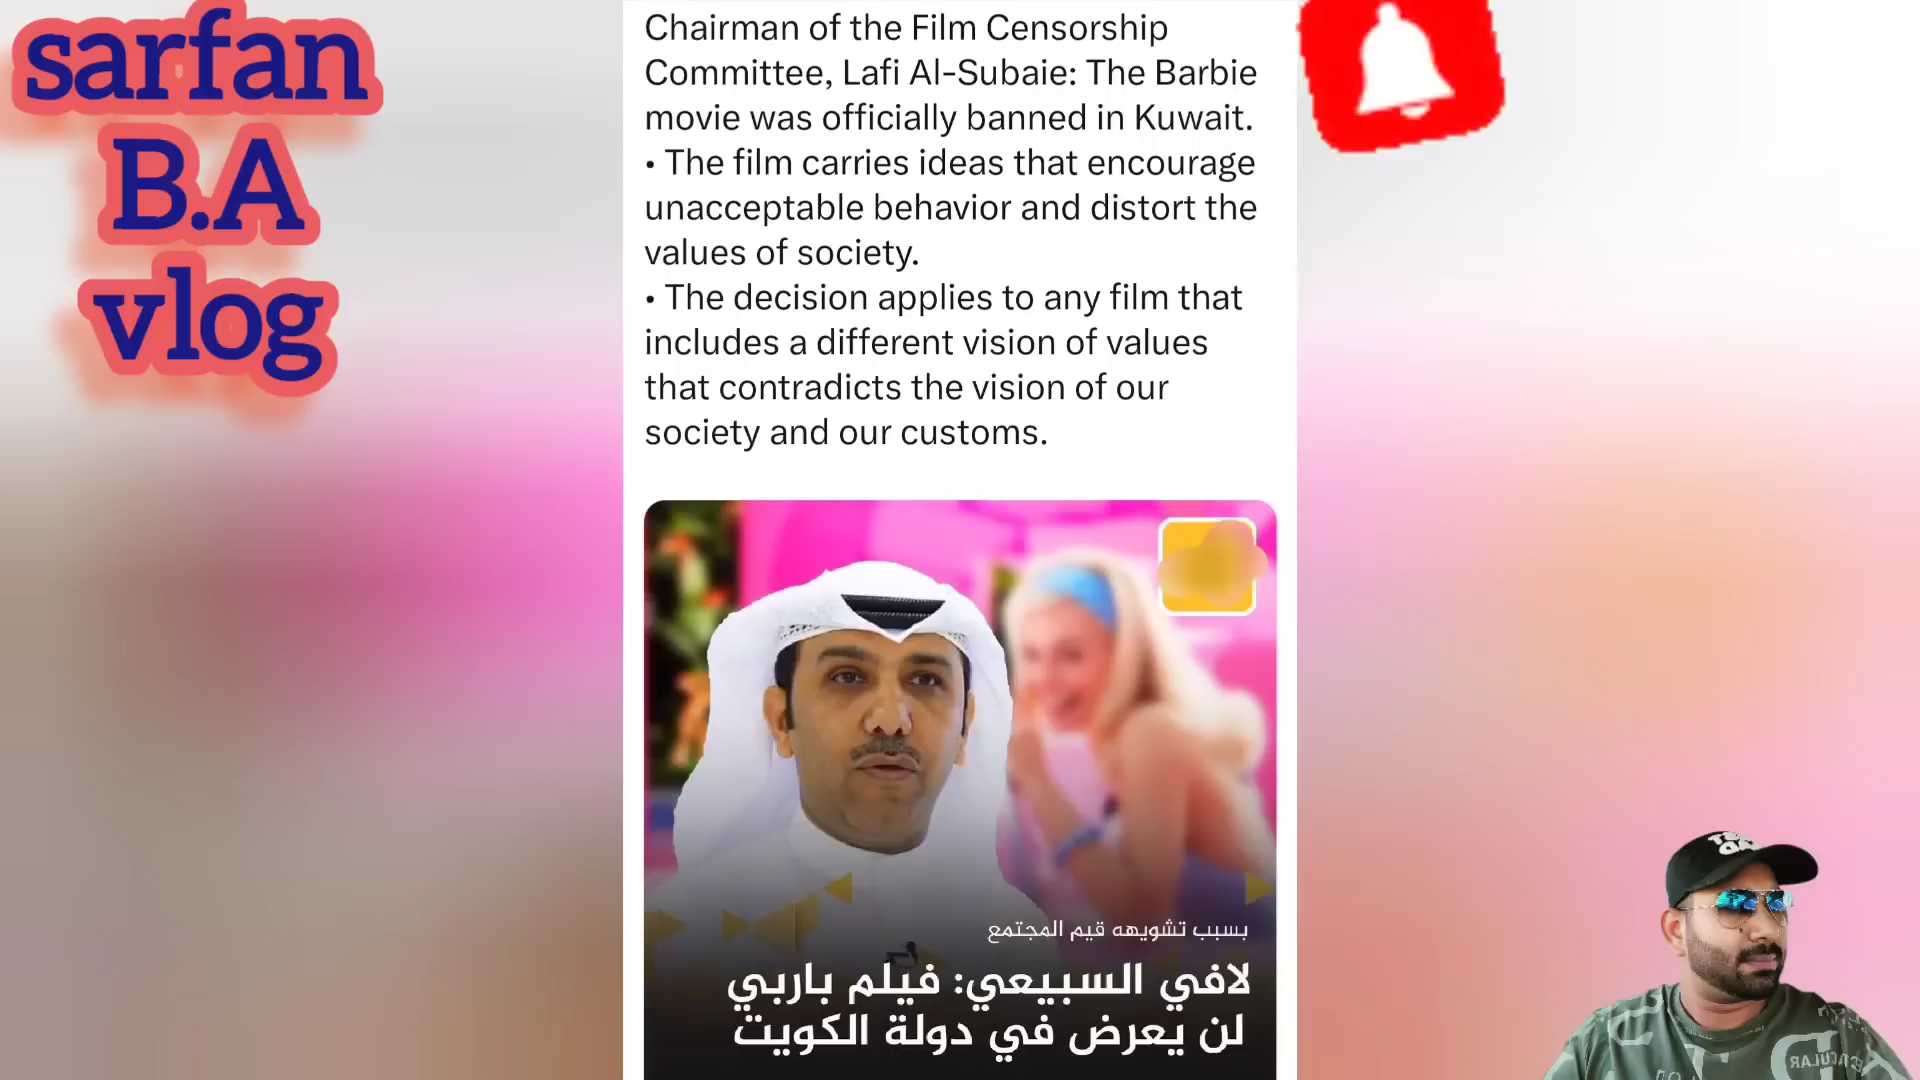 sarfan
B.A
vlog
Chairman of the Film Censorship
Committee, Lafi Al-Subaie: The Barbie
movie was officially banned in Kuwait.
• The film carries ideas that encourage
unacceptable behavior and distort the
values of society.
• The decision applies to any film that
includes a different vision of values
that contradicts the vision of our
society and our customs.
بسبب تشويهه قيم المجتمع
لافي السبيعي: فيلم باربي
لن يعرض في دولة الكويت